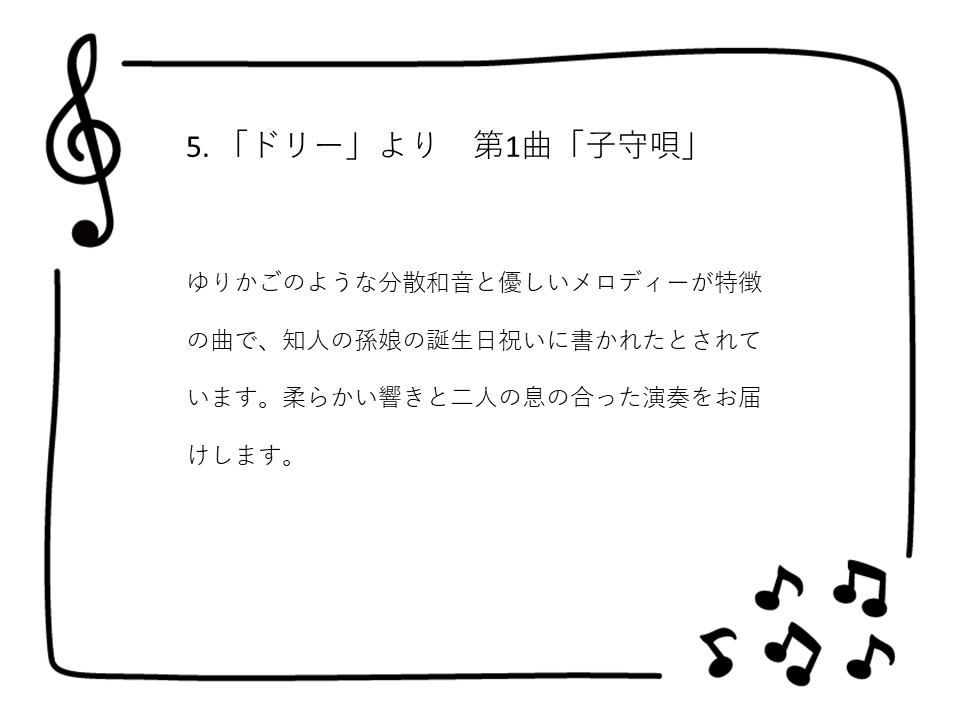 5. 「ドリー」より　第1曲「子守唄」
ゆりかごのような分散和音と優しいメロディーが特徴
の曲で、知人の孫娘の誕生日祝いに書かれたとされて
います。柔らかい響きと二人の息の合った演奏をお届
けします。